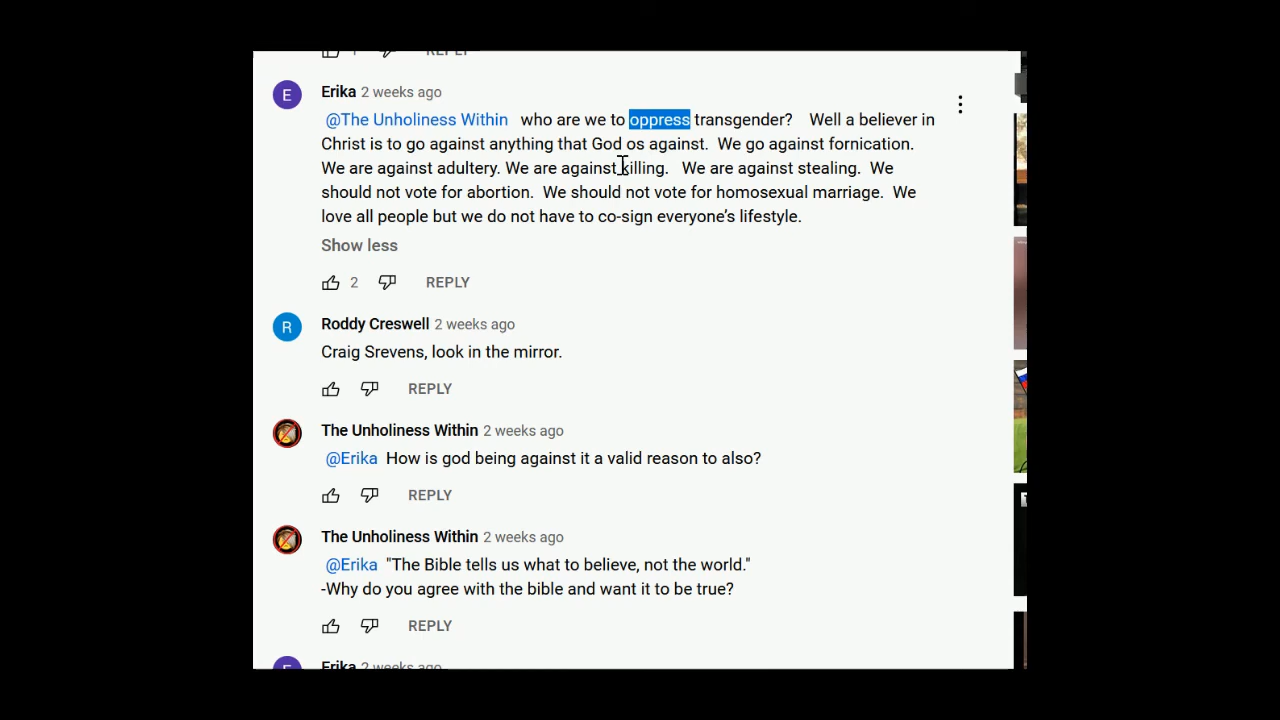 REPLY
Erika 2 weeks ago
@The Unholiness Within who are we to oppress transgender? Well a believer in
Christ is to go against anything that God os against. We go against fornication.
We are against adultery. We are against killing. We are against stealing. We
should not vote for abortion. We should not vote for homosexual marriage. We
love all people but we do not have to co-sign everyone's lifestyle.
Show less
2 REPLY
Roddy Creswell 2 weeks ago
Craig Srevens, look in the mirror.
REPLY
The Unholiness Within 2 weeks ago
@Erika How is god being against it a valid reason to also?
REPLY
The Unholiness Within 2 weeks ago
@Erika "The Bible tells us what to believe, not the world."
-Why do you agree with the bible and want it to be true?
REPLY
Erika 2 weeks ago